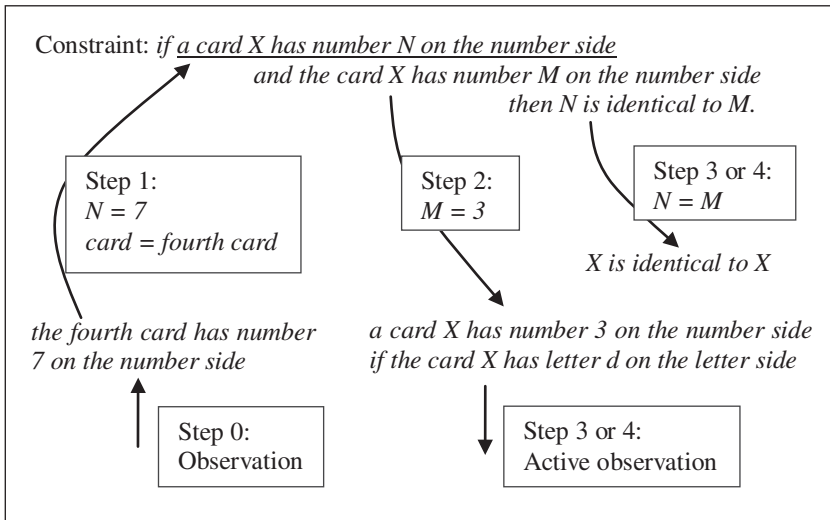 Constraint: if a card X has number N on the number side
and the card X has number M on the number side
then N is identical to M.
Step 1:
N = 7
card = fourth card
Step 2:
M = 3
Step 3 or 4:
N = M
X is identical to X
the fourth card has number
7 on the number side
a card X has number 3 on the number side
if the card X has letter d on the letter side
Step 0:
Observation
Step 3 or 4:
Active observation